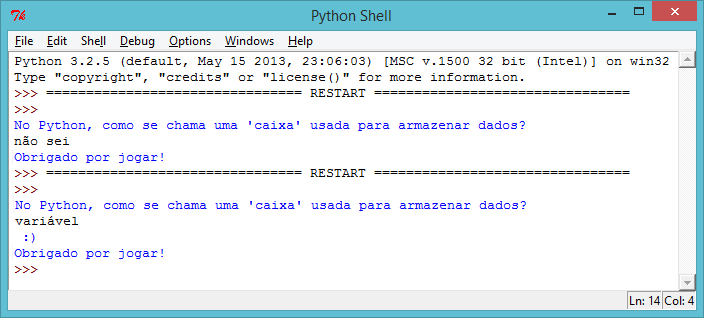 Python Shell
File Edit Shell Debug Options Windows Help
Python 3.2.5 (default, May 15 2013, 23:06:03) [MSC v.1500 32 bit (Intel)] on win32
Type "copyright", "credits" or "license()" for more information.
>>> ================================ RESTART ================================
>>>
No Python, como se chama uma 'caixa' usada para armazenar dados?
não sei
Obrigado por jogar!
>>> ================================ RESTART ================================
>>>
No Python, como se chama uma 'caixa' usada para armazenar dados?
variável
 :)
Obrigado por jogar!
>>>
Ln: 14 Col: 4